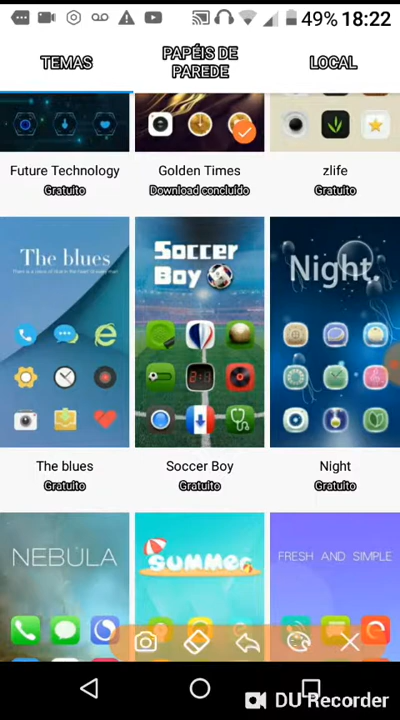 49% 18:22
TEMAS
PAPÉIS DE
PAREDE
LOCAL
Future Technology
Gratuito
Golden Times
Download concluído
zlife
Gratuito
The blues
Soccer
Boy
Night.
The blues
Gratuito
Soccer Boy
Gratuito
Night
Gratuito
NEBULA
SUMMER
FRESH AND SIMPLE
DU Recorder